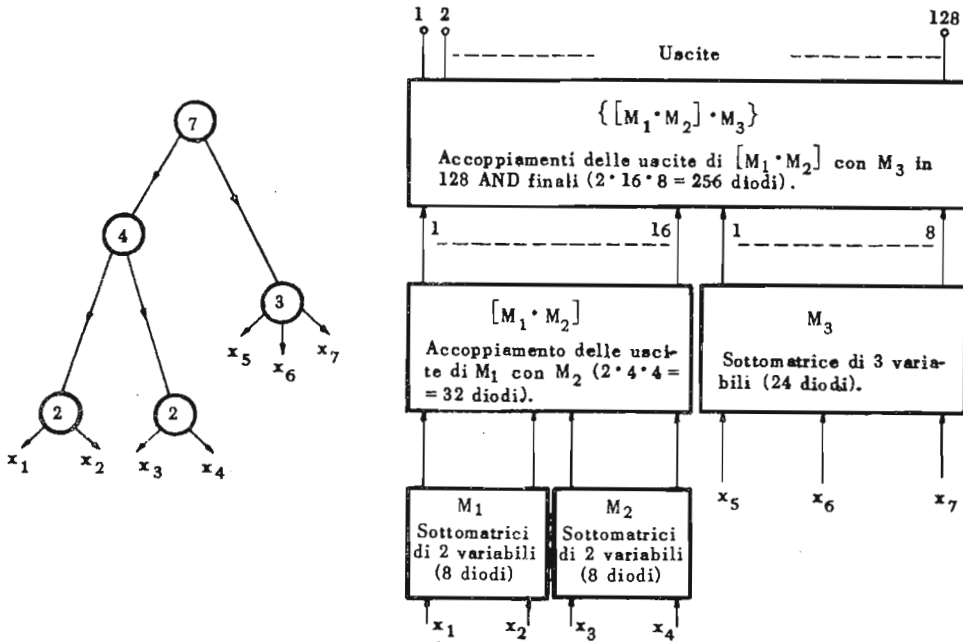 7
4
3
x5 x6 x7
2 2
x1 x2 x3 x4
1 2 128
Uscite
{[M1·M2]·M3}
Accoppiamenti delle uscite di [M1·M2] con M3 in
128 AND finali (2·16·8 = 256 diodi).
1 16 1 8
[M1·M2]
Accoppiamento delle usci-
te di M1 con M2 (2·4·4 =
= 32 diodi).
M3
Sottomatrice di 3 varia-
bili (24 diodi).
x5 x6 x7
M1
Sottomatrici
di 2 variabili
(8 diodi)
M2
Sottomatrici
di 2 variabili
(8 diodi)
x1 x2 x3 x4